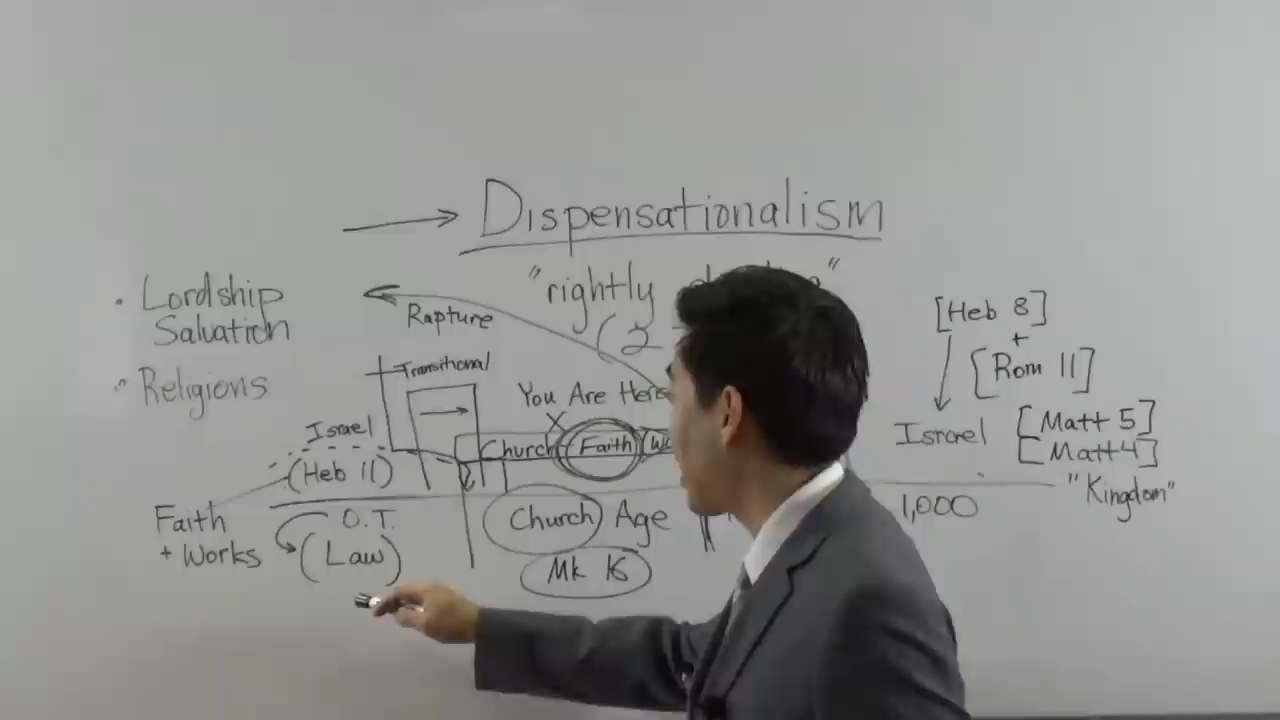 Dispensationalism
"rightly
(2
• Lordship
Salvation
• Religions
Rapture
Transitional
You Are Here
X
Israel
(Heb 11)
Church
Faith
Faith
+ Works
O.T.
(Law)
Church Age
Mk 16
[Heb 8]
+
[Rom 11]
Israel
[Matt 5]
[Matt 4]
"Kingdom"
1,000